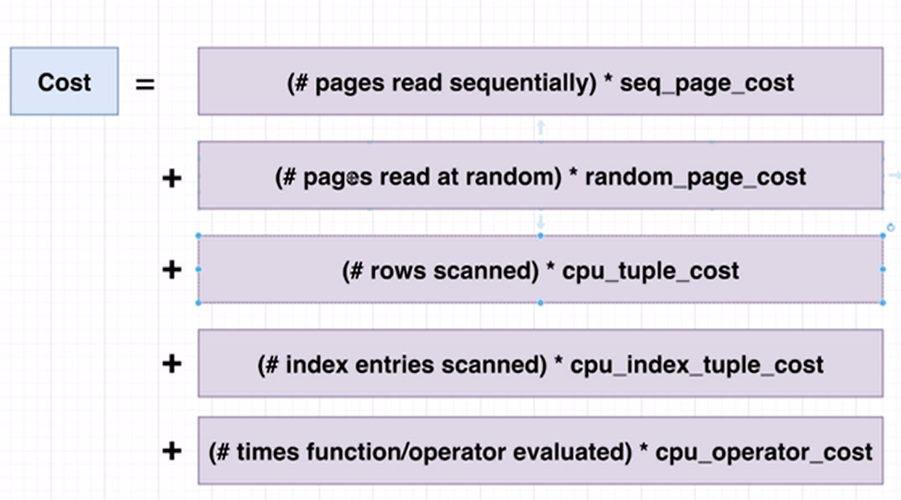 Cost = (# pages read sequentially) * seq_page_cost
+ (# pages read at random) * random_page_cost
+ (# rows scanned) * cpu_tuple_cost
+ (# index entries scanned) * cpu_index_tuple_cost
+ (# times function/operator evaluated) * cpu_operator_cost